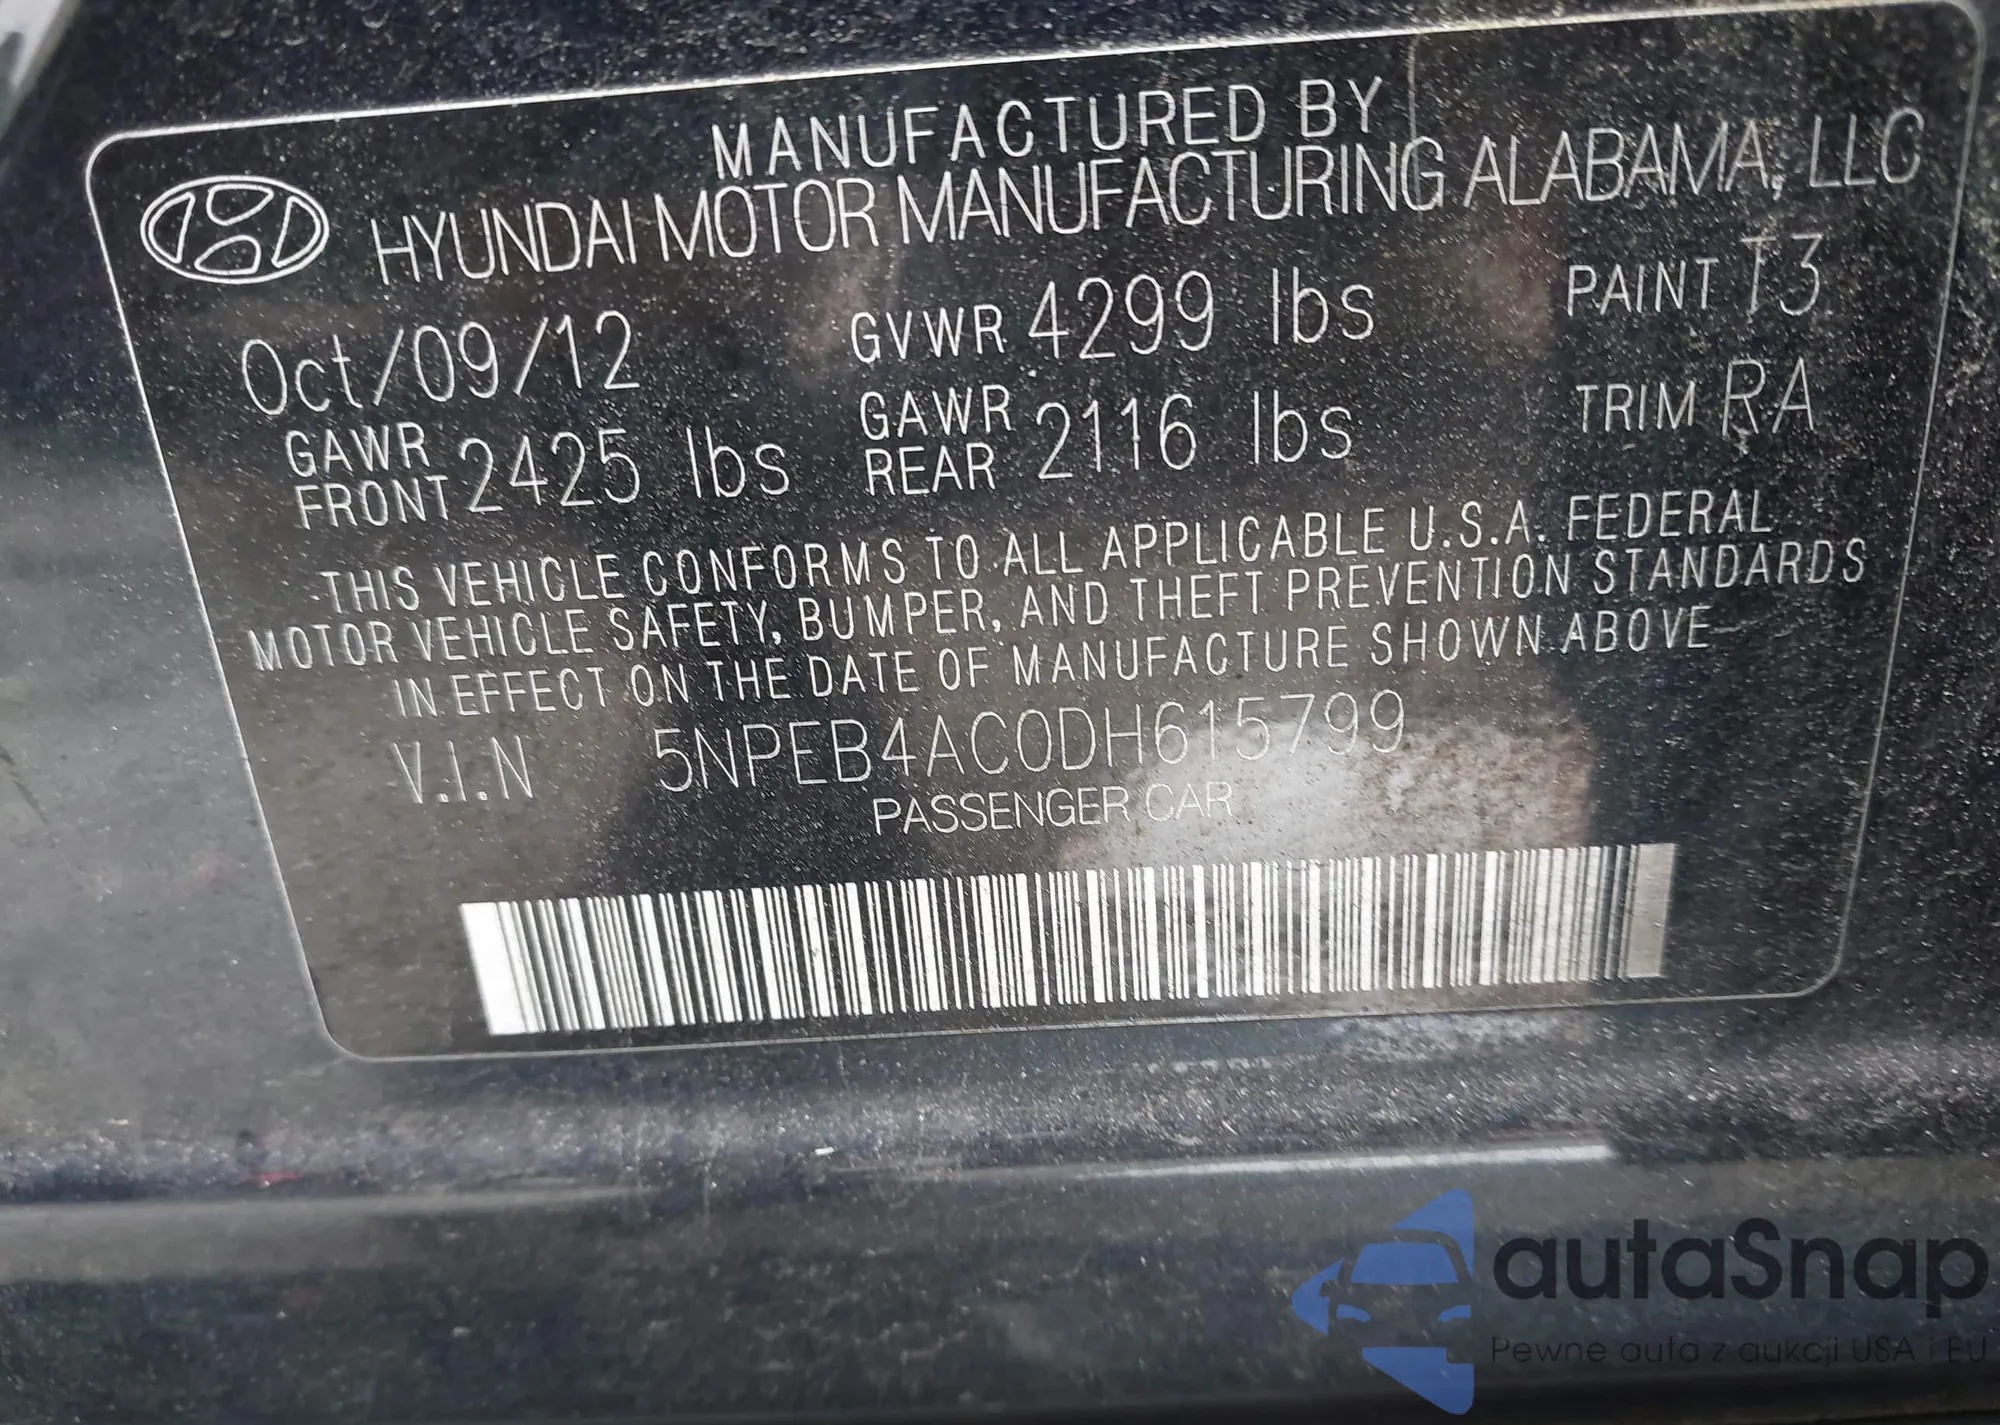 MANUFACTURED BY
HYUNDAI MOTOR MANUFACTURING ALABAMA, LLC
Oct/09/12 GVWR 4299 lbs PAINT T3
GAWR FRONT 2425 lbs GAWR REAR 2116 lbs TRIM RA
THIS VEHICLE CONFORMS TO ALL APPLICABLE U.S.A. FEDERAL
MOTOR VEHICLE SAFETY, BUMPER, AND THEFT PREVENTION STANDARDS
IN EFFECT ON THE DATE OF MANUFACTURE SHOWN ABOVE
V.I.N 5NPEB4AC0DH615799
PASSENGER CAR
autaSnap
Pewne auta z aukcji USA i EU